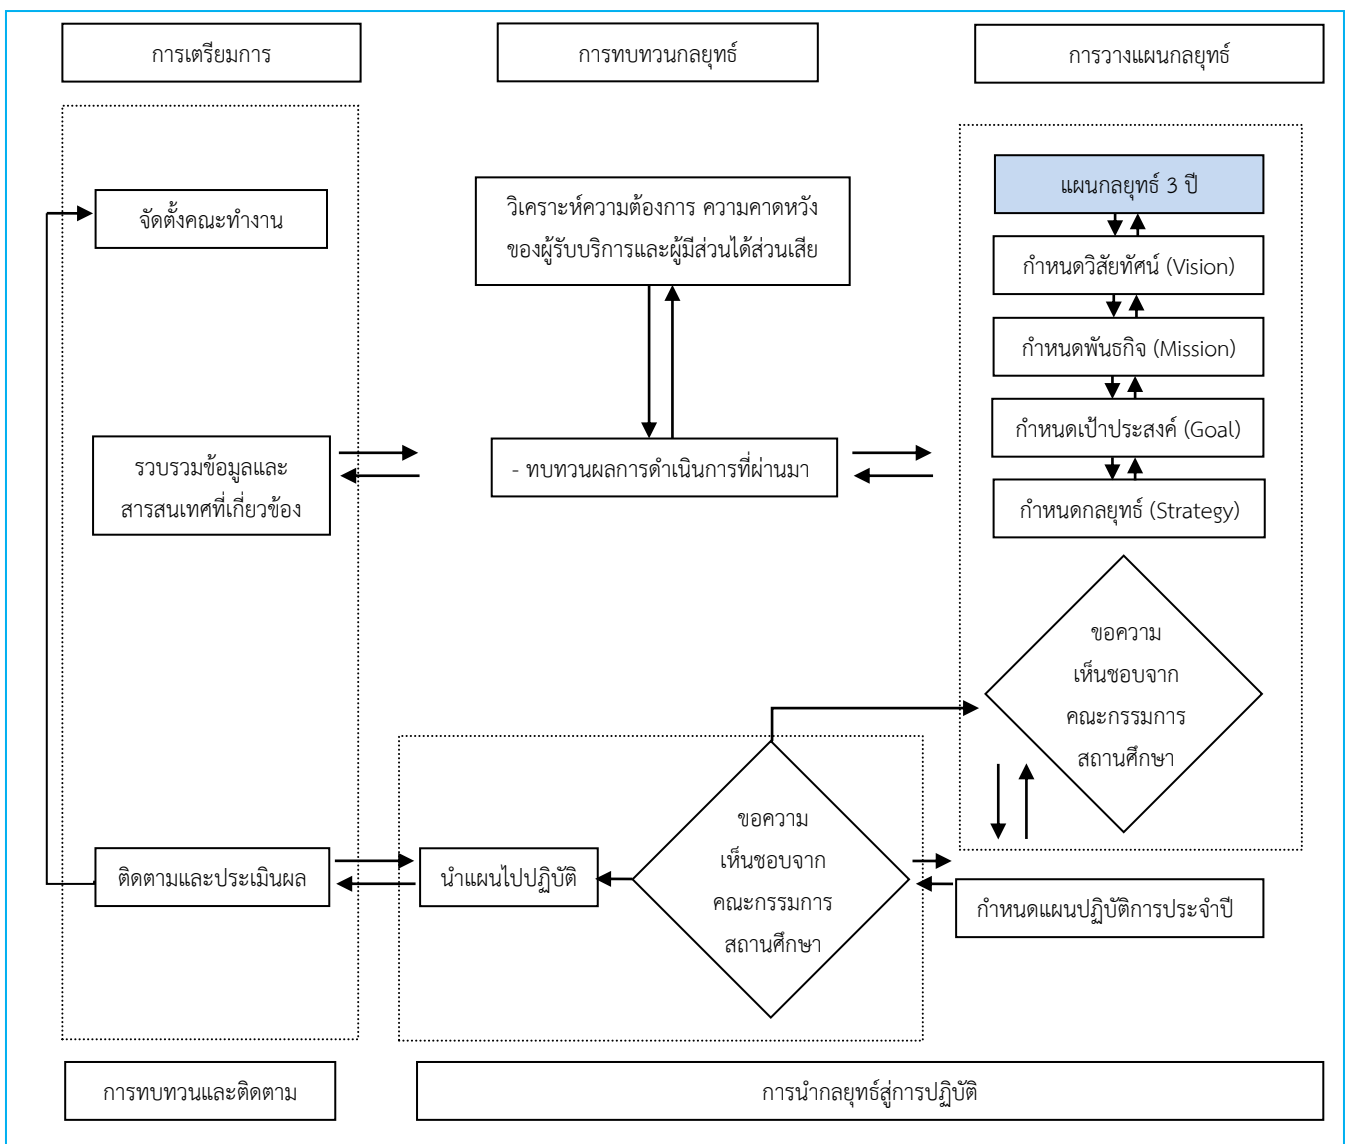 การเตรียมการ
การทบทวนกลยุทธ์
การวางแผนกลยุทธ์
จัดตั้งคณะทำงาน
วิเคราะห์ความต้องการ ความคาดหวัง
ของผู้รับบริการและผู้มีส่วนได้ส่วนเสีย
แผนกลยุทธ์ 3 ปี
กำหนดวิสัยทัศน์ (Vision)
กำหนดพันธกิจ (Mission)
กำหนดเป้าประสงค์ (Goal)
กำหนดกลยุทธ์ (Strategy)
รวบรวมข้อมูลและ
สารสนเทศที่เกี่ยวข้อง
- ทบทวนผลการดำเนินการที่ผ่านมา
ขอความ
เห็นชอบจาก
คณะกรรมการ
สถานศึกษา
ติดตามและประเมินผล
นำแผนไปปฏิบัติ
ขอความ
เห็นชอบจาก
คณะกรรมการ
สถานศึกษา
กำหนดแผนปฏิบัติการประจำปี
การทบทวนและติดตาม
การนำกลยุทธ์สู่การปฏิบัติ